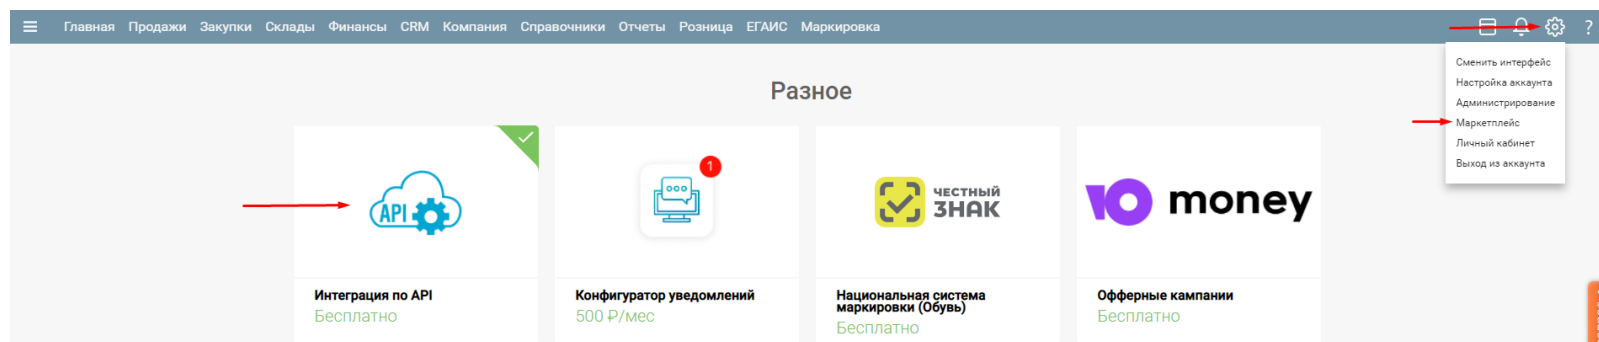 Главная Продажи Закупки Склады Финансы CRM Компания Справочники Отчеты Розница ЕГАИС Маркировка ?
Сменить интерфейс
Настройка аккаунта
Администрирование
Маркетплейс
Личный кабинет
Выход из аккаунта
Разное
API
1
ЧЕСТНЫЙ
ЗНАК
Ю money
Интеграция по API
Бесплатно
Конфигуратор уведомлений
500 ₽/мес
Национальная система
маркировки (Обувь)
Бесплатно
Офферные кампании
Бесплатно